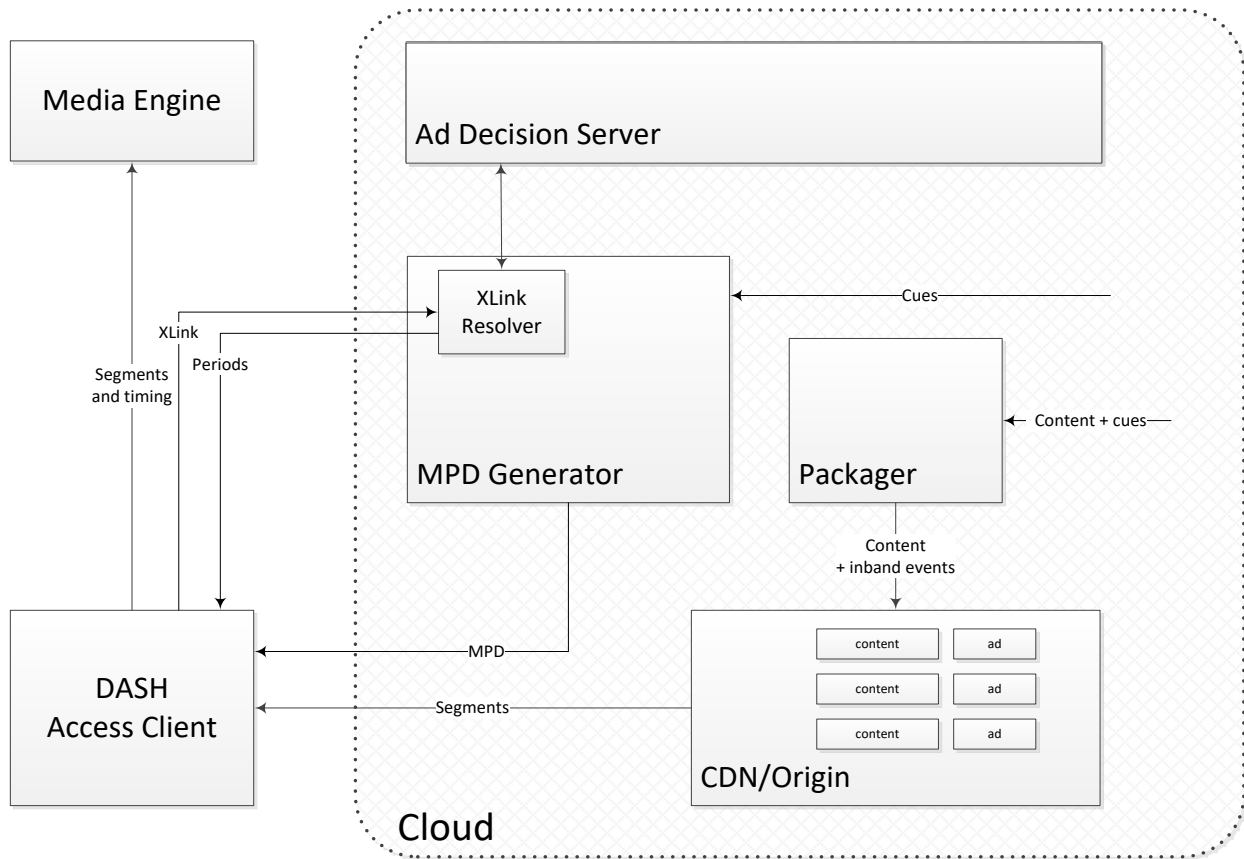 Media Engine
Ad Decision Server
XLink
Resolver
Cues
XLink
Periods
Segments
and timing
Content + cues
MPD Generator
Packager
Content
+ inband events
content
ad
DASH
Access Client
MPD
content
ad
Segments
content
ad
CDN/Origin
Cloud